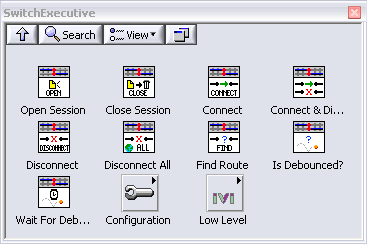 SwitchExecutive
Search View
OPEN CLOSE CONNECT
Open Session Close Session Connect Connect & Di...
DISCONNECT ALL FIND
Disconnect Disconnect All Find Route Is Debounced?
IVI
Wait For Deb... Configuration Low Level